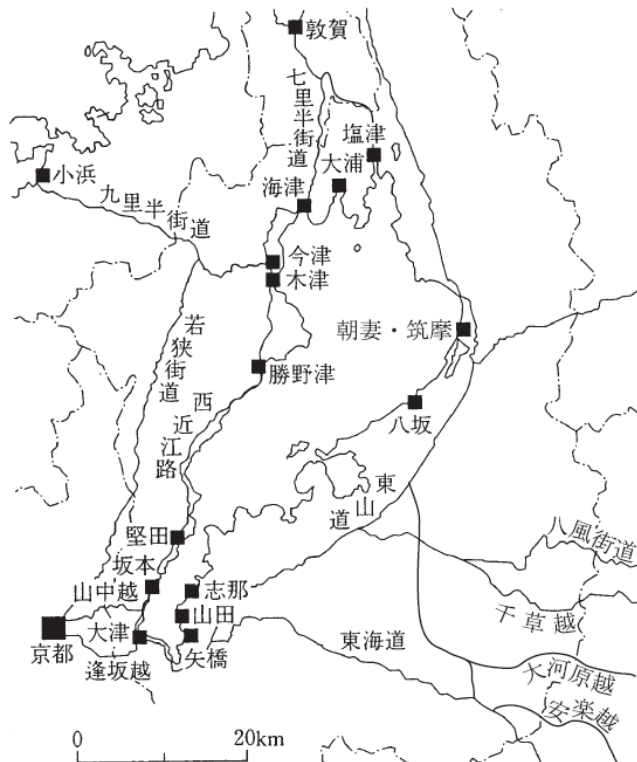 敦賀
七里半街道
塩津
大浦
小浜
海津
九里半街道
今津
木津
若狭街道
朝妻・筑摩
勝野津
西近江路
八坂
東山道
堅田
八風街道
坂本
志那
山中越
山田
千草越
京都
大津
矢橋
東海道
逢坂越
大河原越
安楽越
0
20km